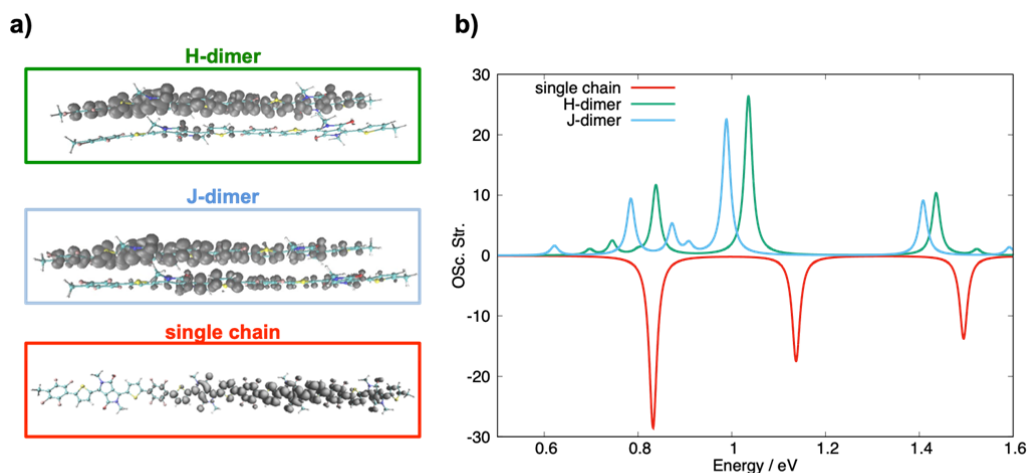 a)
H-dimer
J-dimer
single chain
b)
30
20
10
0
-10
-20
-30
OSc. Str.
single chain
H-dimer
J-dimer
0.6
0.8
1
1.2
1.4
1.6
Energy / eV